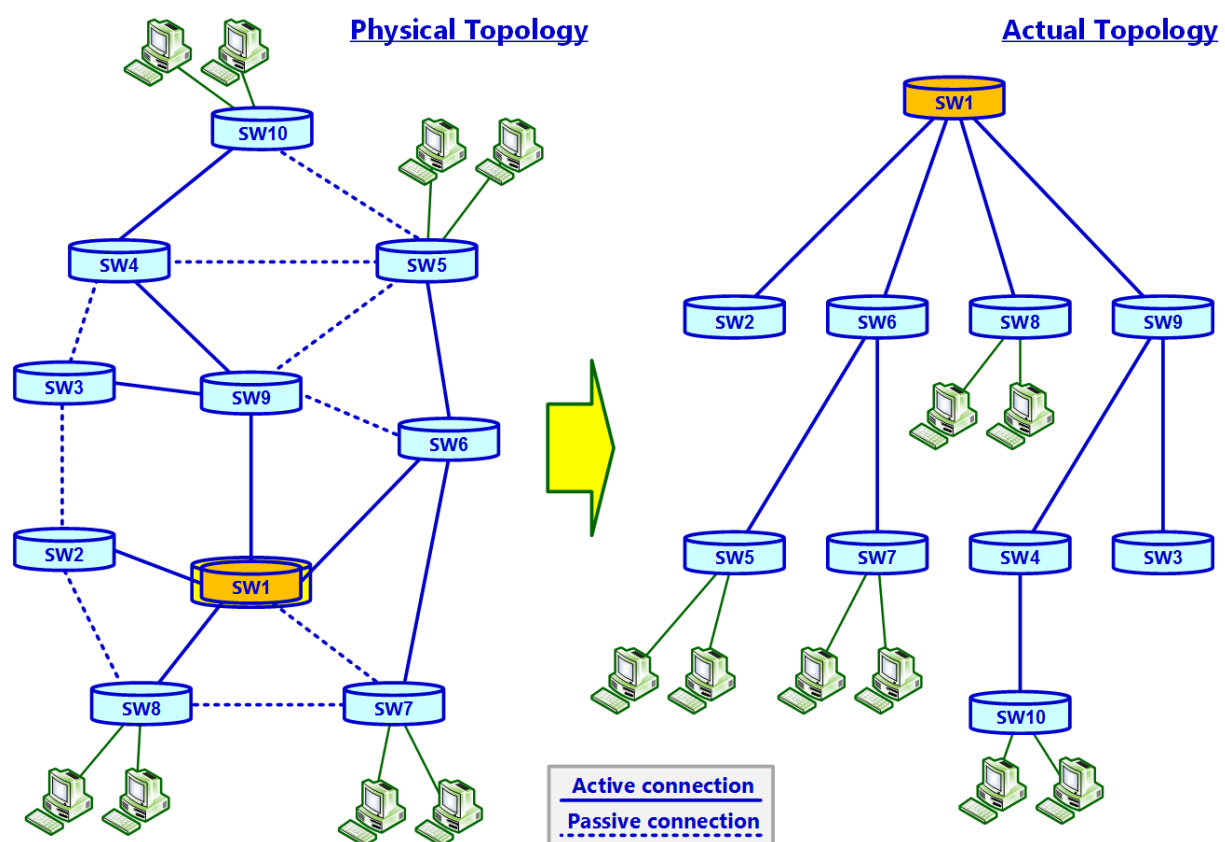 Physical Topology
SW10
SW4
SW5
SW3
SW9
SW6
SW2
SW1
SW8
SW7
Actual Topology
SW1
SW2
SW6
SW8
SW9
SW5
SW7
SW4
SW3
SW10
Active connection
Passive connection